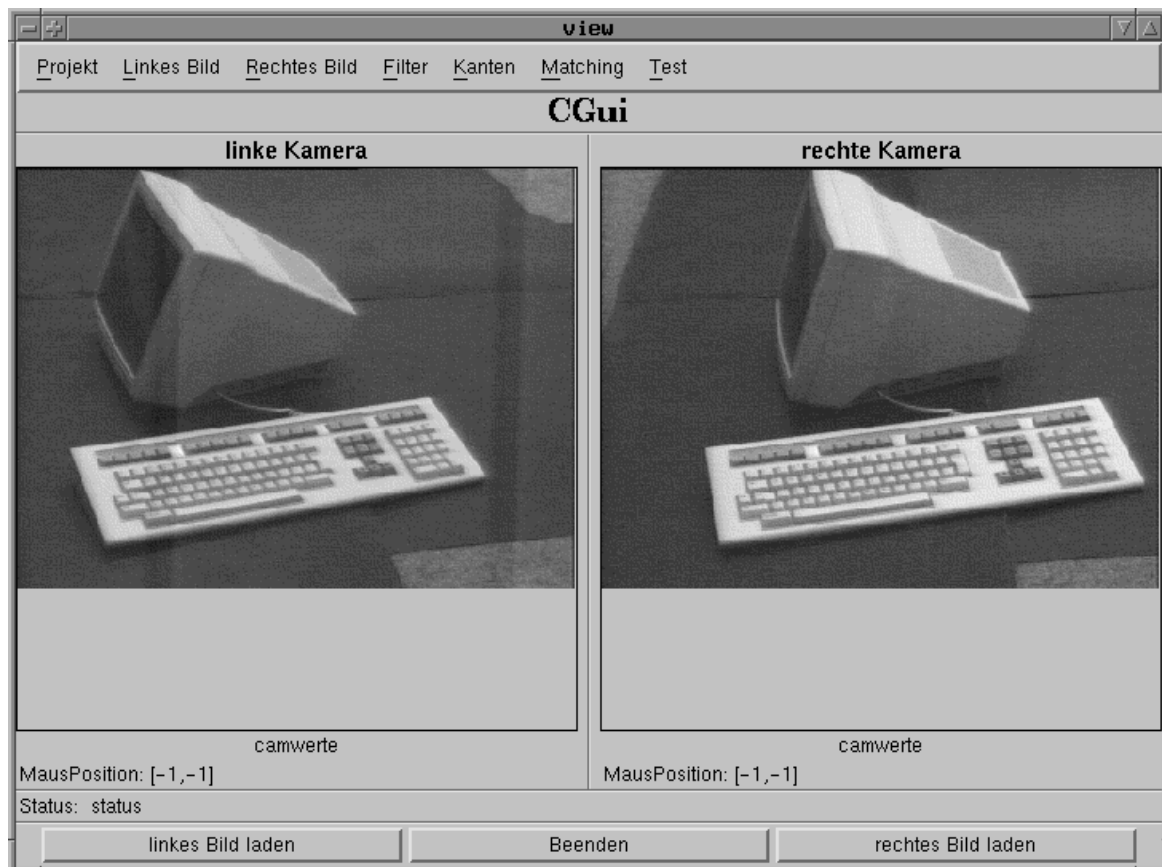 view
Projekt Linkes Bild Rechtes Bild Filter Kanten Matching Test
CGui
linke Kamera
rechte Kamera
camwerte
camwerte
MausPosition: [-1,-1]
MausPosition: [-1,-1]
Status: status
linkes Bild laden
Beenden
rechtes Bild laden